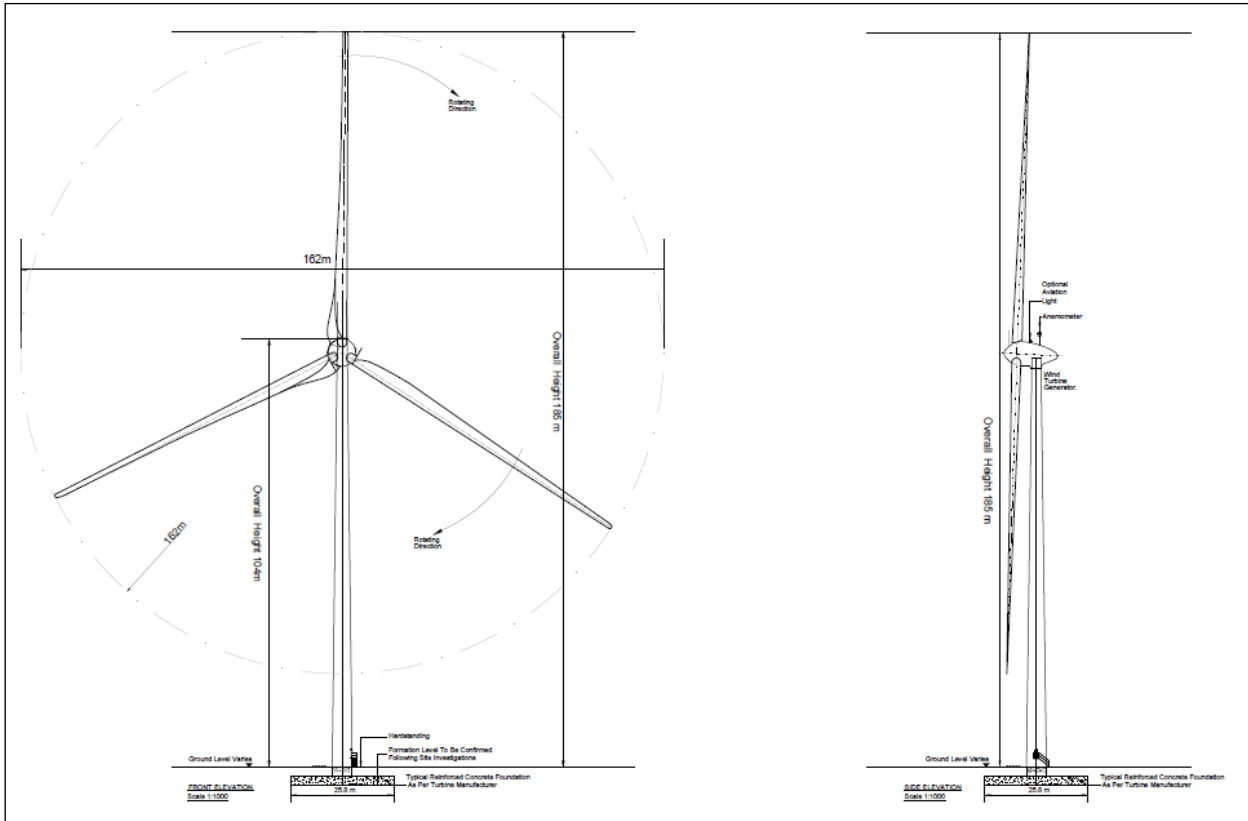 Rotating
Direction
162m
Overall Height 185 m
Overall Height 104m
162m
Rotating
Direction
Hardstanding
Formation Level To Be Confirmed
Following Site Investigations
Ground Level Varies
Typical Reinforced Concrete Foundation
As Per Turbine Manufacturer
25.8 m
FRONT ELEVATION
Scale 1:1000
Optional
Aviation
Light
Anemometer
Wind
Turbine
Generator.
Overall Height 185 m
Ground Level Varies
Typical Reinforced Concrete Foundation
As Per Turbine Manufacturer
25.8 m
SIDE ELEVATION
Scale 1:1000